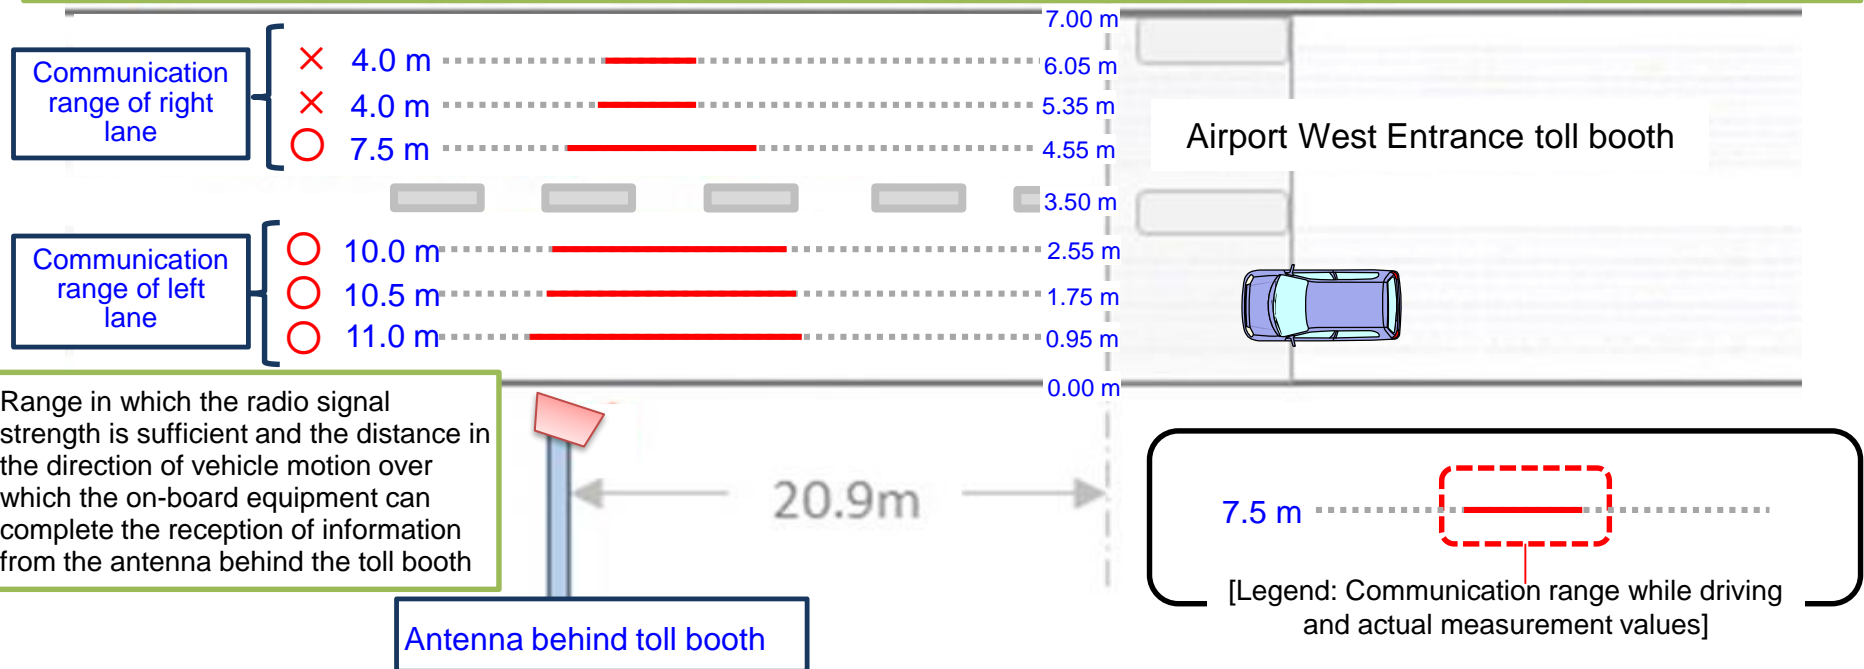 7.00 m
Communication
range of right
lane
× 4.0 m
6.05 m
× 4.0 m
5.35 m
○ 7.5 m
4.55 m
Airport West Entrance toll booth
3.50 m
Communication
range of left
lane
○ 10.0 m
2.55 m
○ 10.5 m
1.75 m
○ 11.0 m
0.95 m
0.00 m
Range in which the radio signal
strength is sufficient and the distance in
the direction of vehicle motion over
which the on-board equipment can
complete the reception of information
from the antenna behind the toll booth
20.9m
7.5 m
[Legend: Communication range while driving
and actual measurement values]
Antenna behind toll booth